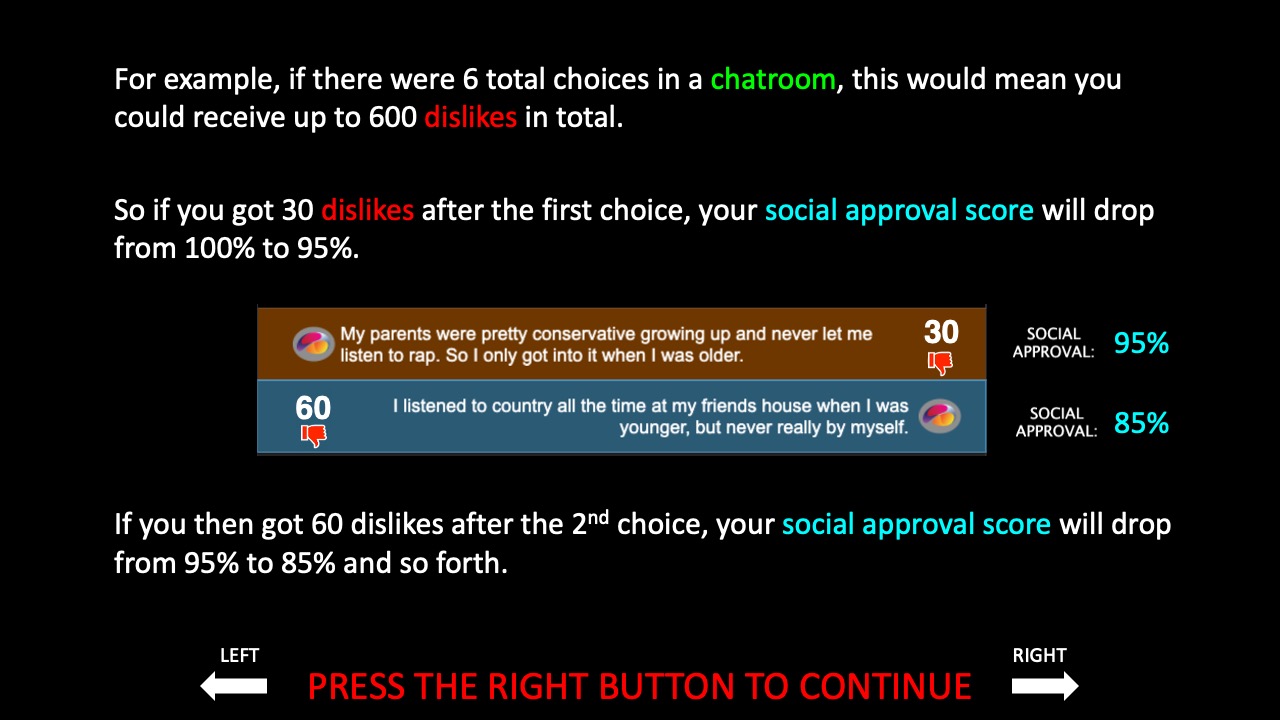 For example, if there were 6 total choices in a chatroom, this would mean you
could receive up to 600 dislikes in total.
So if you got 30 dislikes after the first choice, your social approval score will drop
from 100% to 95%.
My parents were pretty conservative growing up and never let me
listen to rap. So I only got into it when I was older.
30
SOCIAL
APPROVAL: 95%
60
I listened to country all the time at my friends house when I was
younger, but never really by myself.
SOCIAL
APPROVAL: 85%
If you then got 60 dislikes after the 2nd choice, your social approval score will drop
from 95% to 85% and so forth.
LEFT
PRESS THE RIGHT BUTTON TO CONTINUE
RIGHT